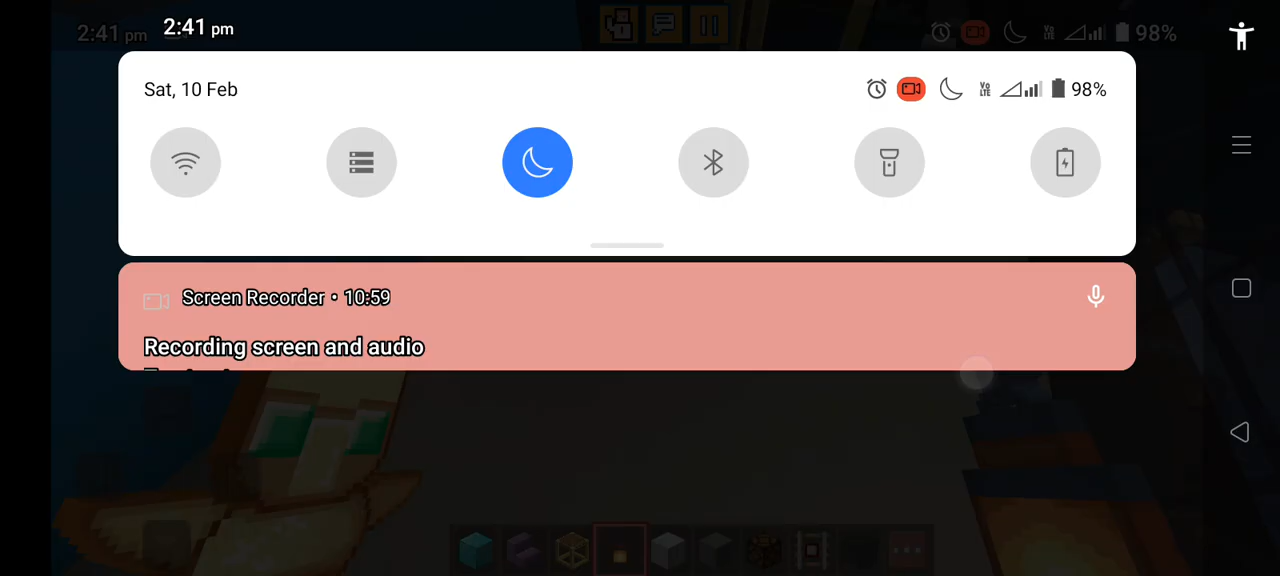 2:41 pm 2:41 pm 98%
Sat, 10 Feb VoLTE 98%
Screen Recorder • 10:59
Recording screen and audio